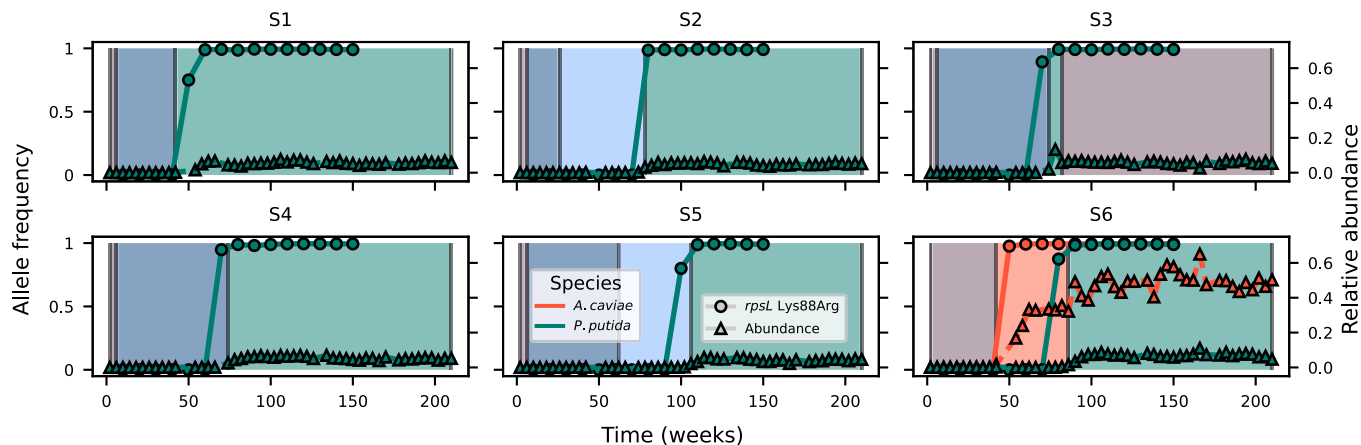 S1
S2
S3
1
0.5
0
0.6
0.4
0.2
0.0
Allele frequency
Relative abundance
S4
S5
S6
1
0.5
0
Species
A. caviae
P. putida
rpsL Lys88Arg
Abundance
0.6
0.4
0.2
0.0
0 50 100 150 200
0 50 100 150 200
0 50 100 150 200
Time (weeks)